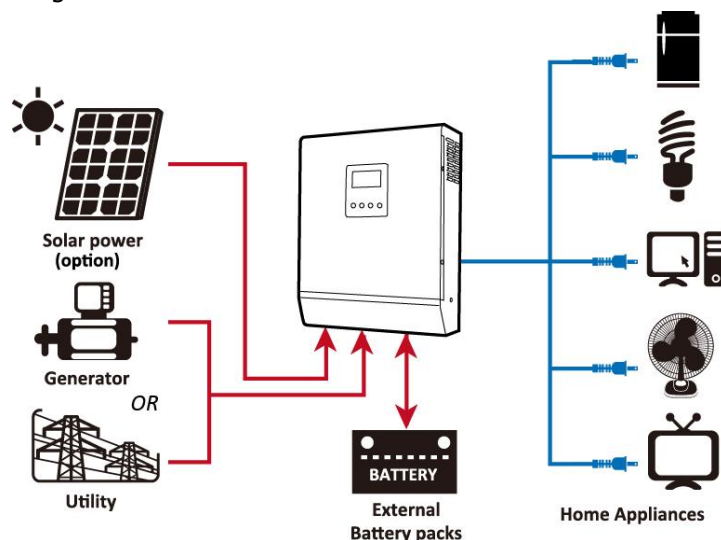 Solar power
(option)
Generator
OR
Utility
BATTERY
External
Battery packs
Home Appliances